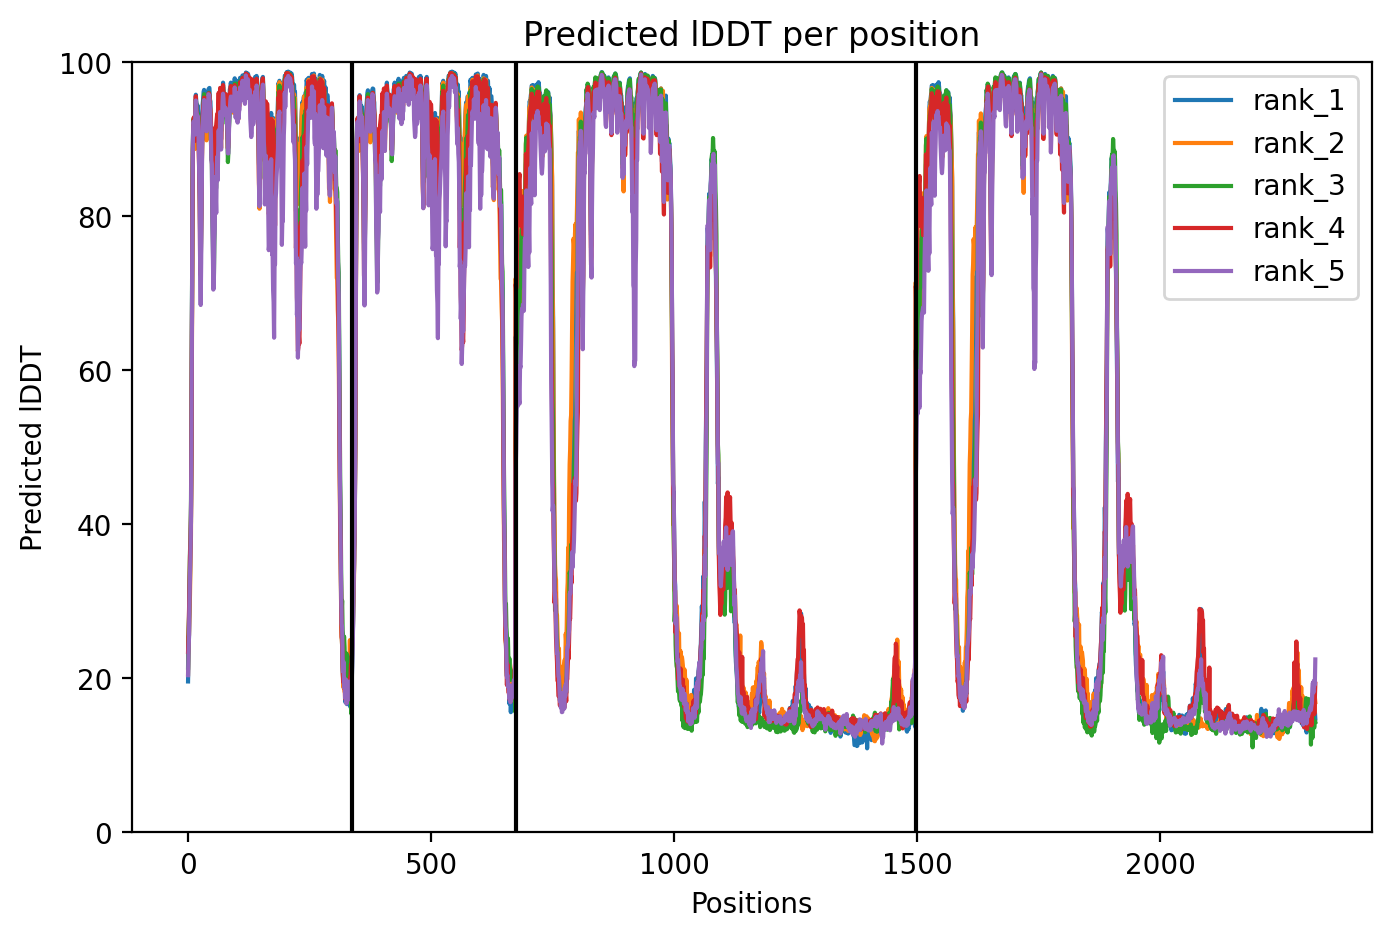 Predicted lDDT per position
100
80
60
40
20
0
Predicted lDDT
0
500
1000
1500
2000
Positions
rank_1
rank_2
rank_3
rank_4
rank_5